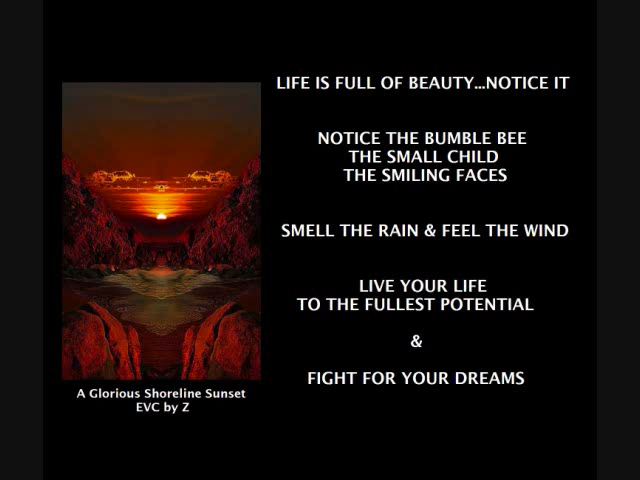 LIFE IS FULL OF BEAUTY...NOTICE IT
NOTICE THE BUMBLE BEE
THE SMALL CHILD
THE SMILING FACES
SMELL THE RAIN & FEEL THE WIND
LIVE YOUR LIFE
TO THE FULLEST POTENTIAL
&
FIGHT FOR YOUR DREAMS
A Glorious Shoreline Sunset
EVC by Z